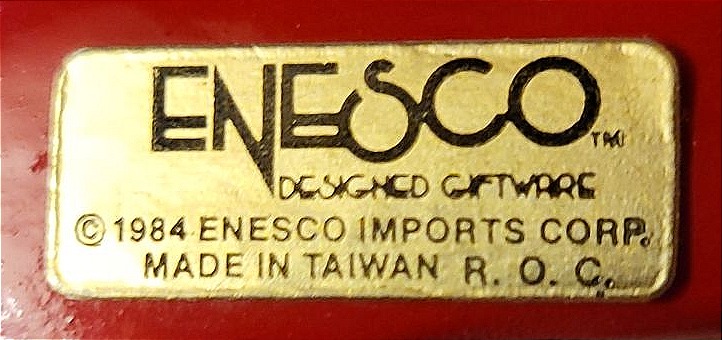 ENESCO™
DESIGNED GIFTWARE
© 1984 ENESCO IMPORTS CORP.
MADE IN TAIWAN R. O. C.